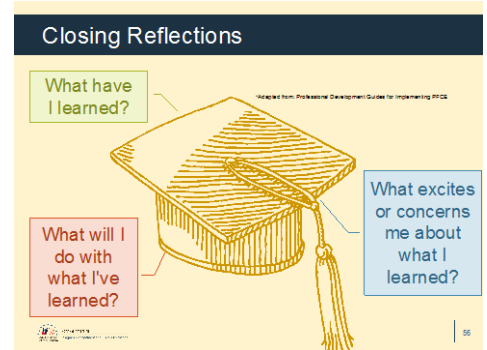 Closing Reflections
What have
I learned?
*Adapted from: Professional Development Guides for Implementing PFCE
What excites
or concerns
me about
what I
learned?
What will I
do with
what I've
learned?
56